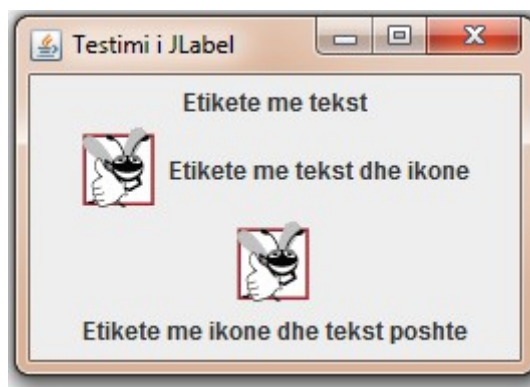 Testimi i JLabel
Etikete me tekst
Etikete me tekst dhe ikone
Etikete me ikone dhe tekst poshte